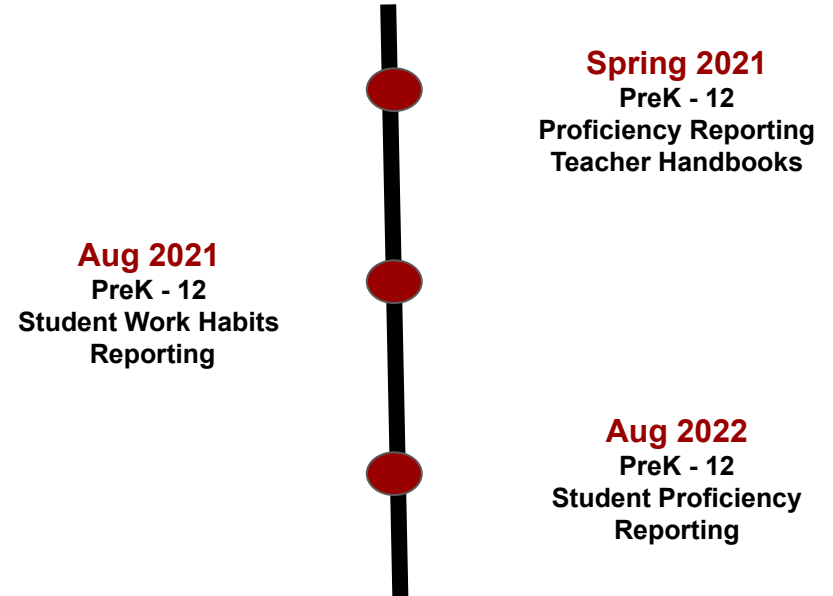 Spring 2021
PreK - 12
Proficiency Reporting
Teacher Handbooks
Aug 2021
PreK - 12
Student Work Habits
Reporting
Aug 2022
PreK - 12
Student Proficiency
Reporting